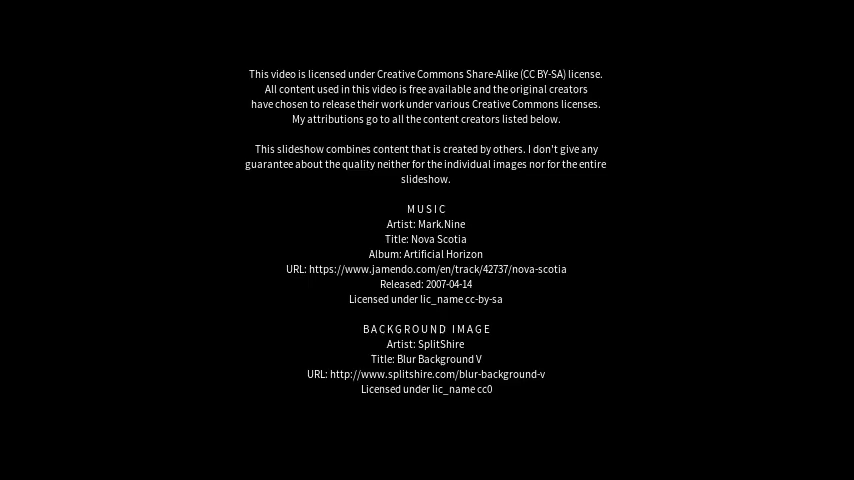 This video is licensed under Creative Commons Share-Alike (CC BY-SA) license.
All content used in this video is free available and the original creators
have chosen to release their work under various Creative Commons licenses.
My attributions go to all the content creators listed below.
This slideshow combines content that is created by others. I don't give any
guarantee about the quality neither for the individual images nor for the entire
slideshow.
MUSIC
Artist: Mark.Nine
Title: Nova Scotia
Album: Artificial Horizon
URL: https://www.jamendo.com/en/track/42737/nova-scotia
Released: 2007-04-14
Licensed under lic_name cc-by-sa
BACKGROUND IMAGE
Artist: SplitShire
Title: Blur Background V
URL: http://www.splitshire.com/blur-background-v
Licensed under lic_name cc0